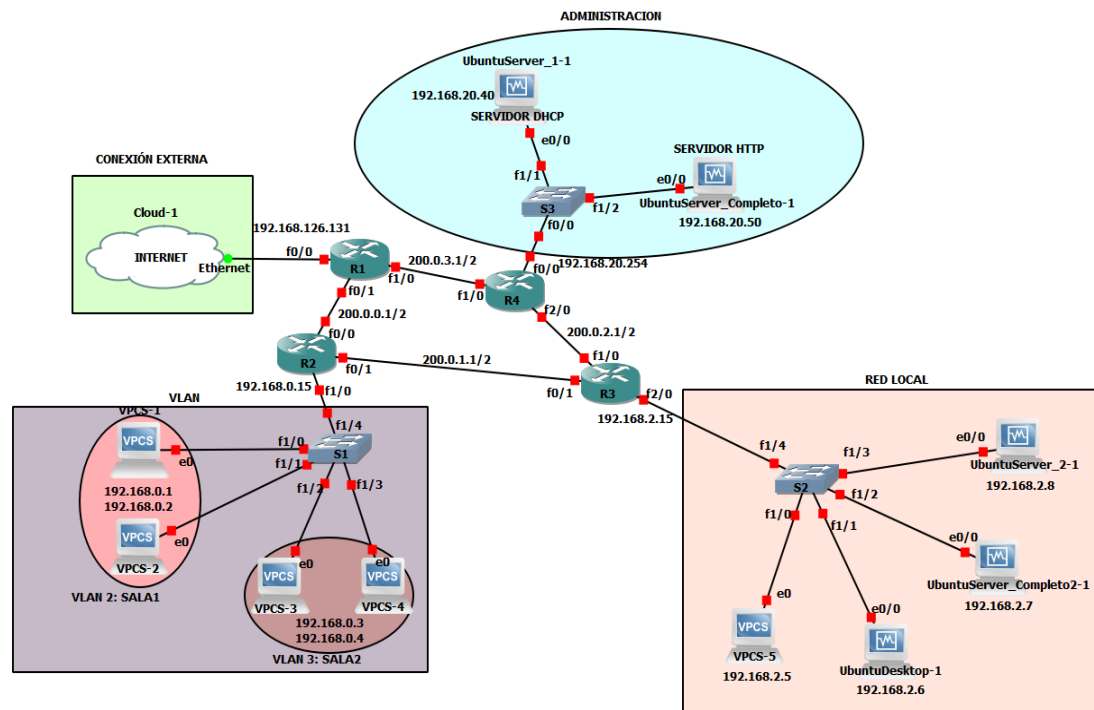 ADMINISTRACION
UbuntuServer_1-1
192.168.20.40
SERVIDOR DHCP
e0/0
SERVIDOR HTTP
e0/0
f1/1
f1/2
UbuntuServer_Completo-1
192.168.20.50
S3
f0/0
CONEXIÓN EXTERNA
Cloud-1
INTERNET
Ethernet
192.168.126.131
f0/0
R1
f1/0
200.0.3.1/2
f0/0
192.168.20.254
f1/0
R4
f2/0
f0/1
200.0.0.1/2
f0/0
200.0.2.1/2
R2
f0/1
200.0.1.1/2
f1/0
f0/1
R3
f2/0
192.168.0.15
f1/0
192.168.2.15
VLAN
VPCS-1
VPCS
e0
f1/4
f1/0
S1
f1/1
f1/2
f1/3
192.168.0.1
192.168.0.2
VPCS
e0
VPCS-2
VLAN 2: SALA1
e0
e0
VPCS
VPCS
VPCS-3
VPCS-4
192.168.0.3
192.168.0.4
VLAN 3: SALA2
RED LOCAL
f1/4
f1/3
e0/0
UbuntuServer_2-1
192.168.2.8
S2
f1/2
f1/0
f1/1
e0/0
UbuntuServer_Completo2-1
192.168.2.7
e0
e0/0
VPCS
VPCS-5
192.168.2.5
UbuntuDesktop-1
192.168.2.6